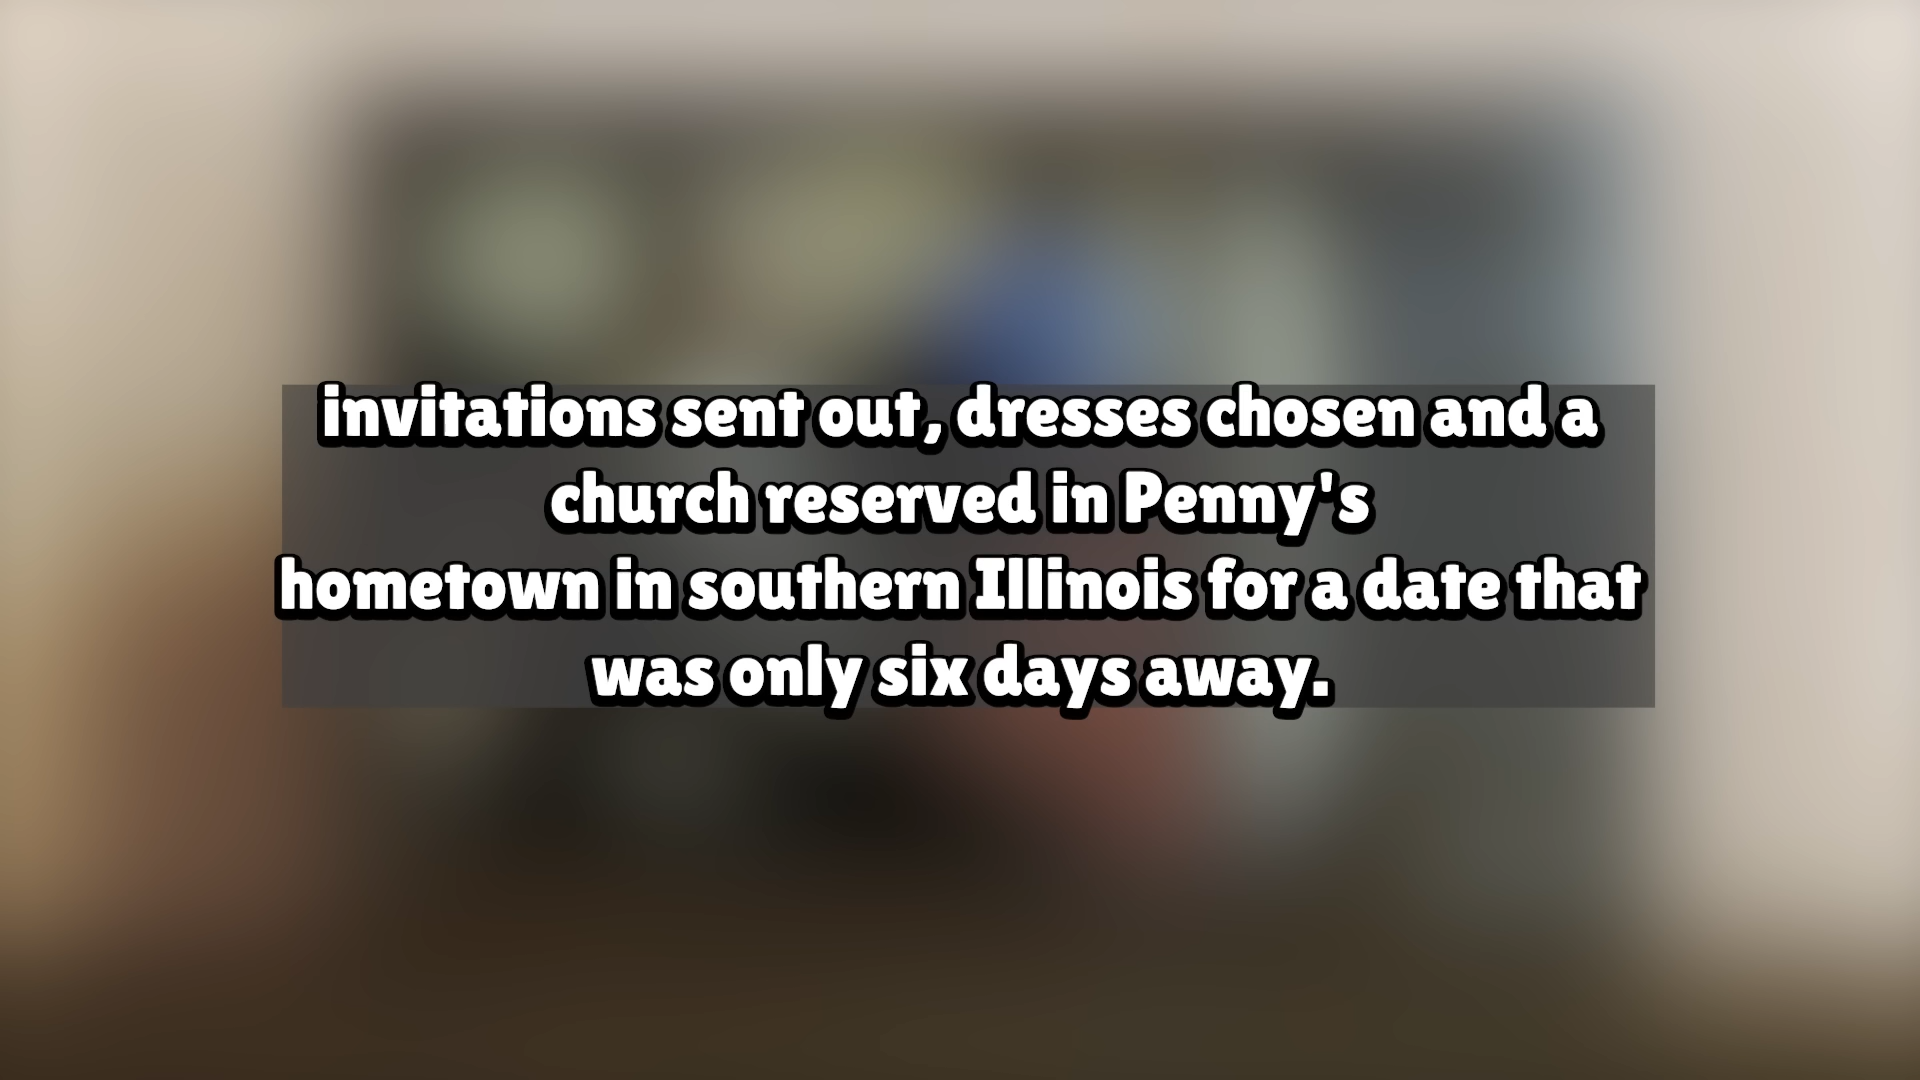 invitations sent out, dresses chosen and a
church reserved in Penny's
hometown in southern Illinois for a date that
was only six days away.